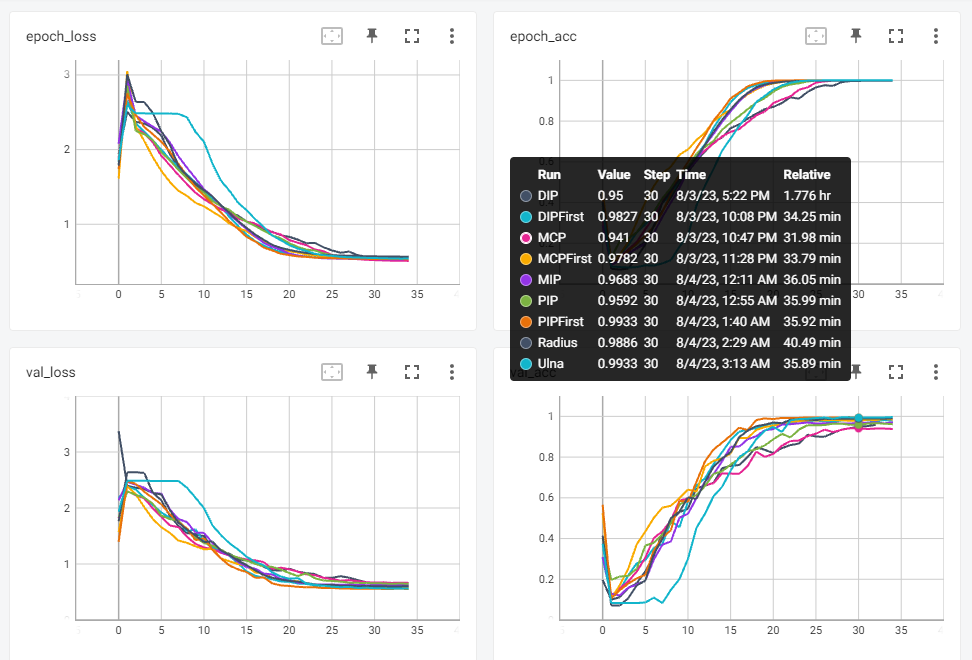 epoch_loss
3
2
1
0 5 10 15 20 25 30 35
epoch_acc
1
0.8
0.6
30 35
Run Value Step Time Relative
DIP 0.95 30 8/3/23, 5:22 PM 1.776 hr
DIPFirst 0.9827 30 8/3/23, 10:08 PM 34.25 min
MCP 0.941 30 8/3/23, 10:47 PM 31.98 min
MCPFirst 0.9782 30 8/3/23, 11:28 PM 33.79 min
MIP 0.9683 30 8/4/23, 12:11 AM 36.05 min
PIP 0.9592 30 8/4/23, 12:55 AM 35.99 min
PIPFirst 0.9933 30 8/4/23, 1:40 AM 35.92 min
Radius 0.9886 30 8/4/23, 2:29 AM 40.49 min
Ulna 0.9933 30 8/4/23, 3:13 AM 35.89 min
val_loss
3
2
1
0 5 10 15 20 25 30 35
val_acc
1
0.8
0.6
0.4
0.2
0 5 10 15 20 25 30 35